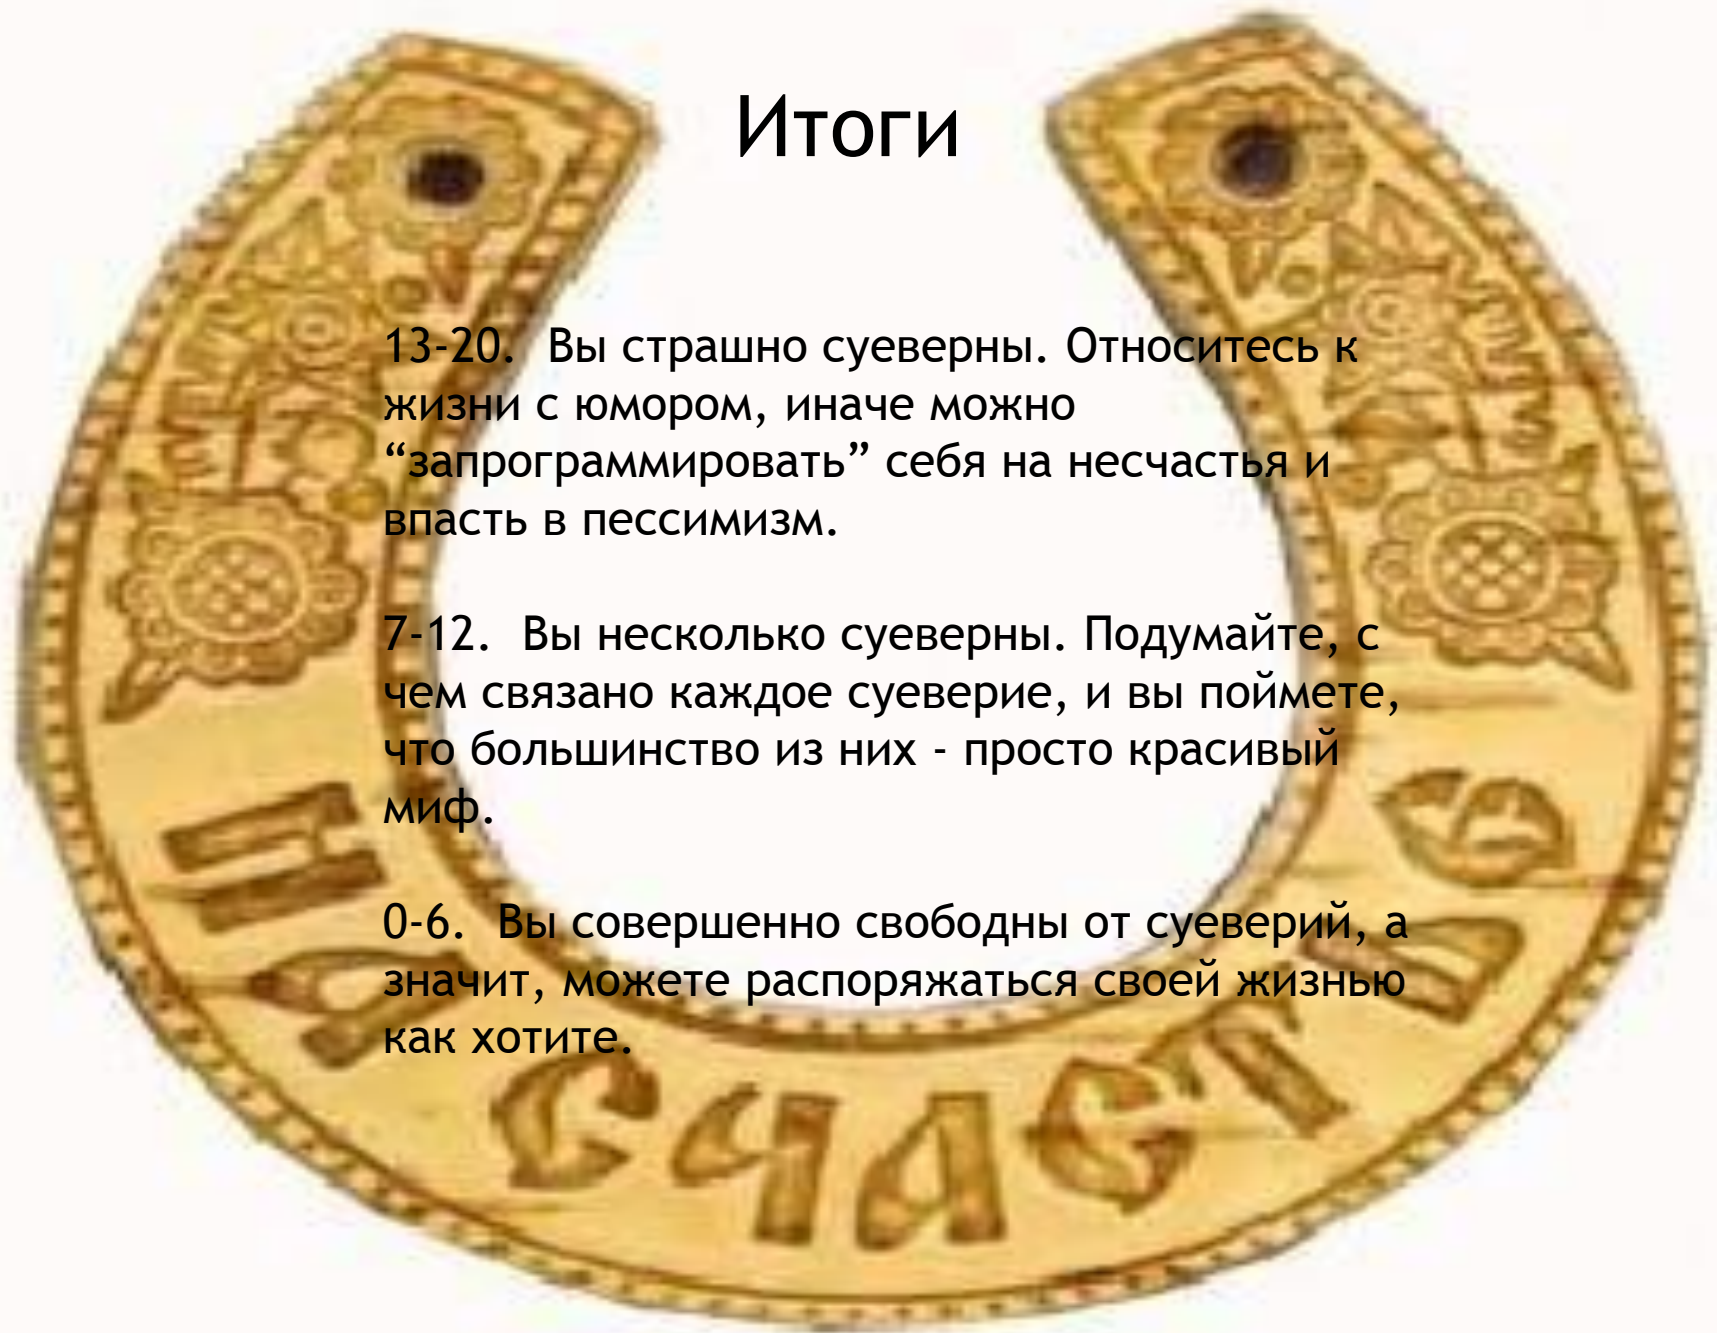 Итоги
13-20.  Вы страшно суеверны. Относитесь к
жизни с юмором, иначе можно
“запрограммировать” себя на несчастья и
впасть в пессимизм.
7-12.  Вы несколько суеверны. Подумайте, с
чем связано каждое суеверие, и вы поймете,
что большинство из них - просто красивый
миф.
0-6.  Вы совершенно свободны от суеверий, а
значит, можете распоряжаться своей жизнью
как хотите.
НА СЧАСТЬЕ